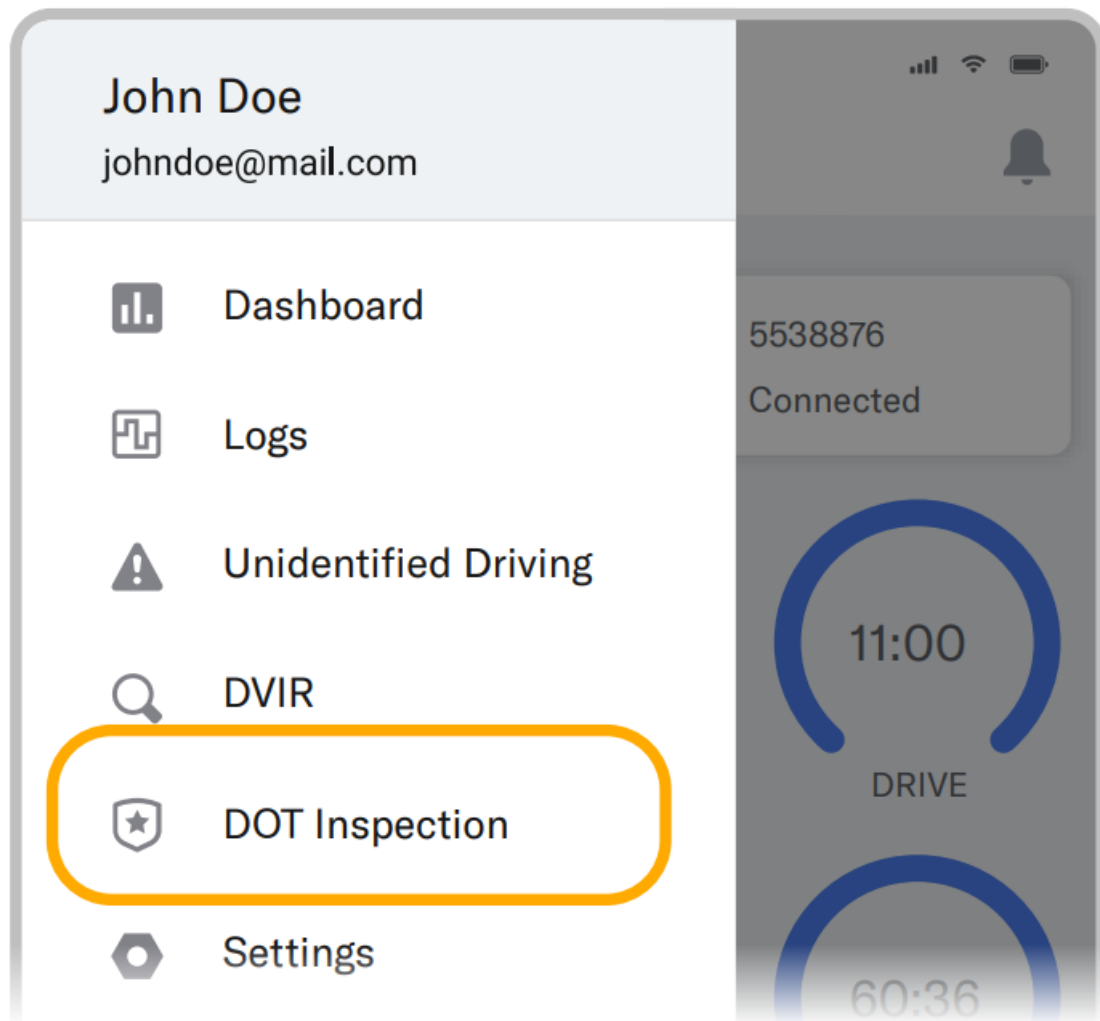 John Doe
johndoe@mail.com
Dashboard
Logs
Unidentified Driving
DVIR
DOT Inspection
Settings
5538876
Connected
11:00
DRIVE
60:36